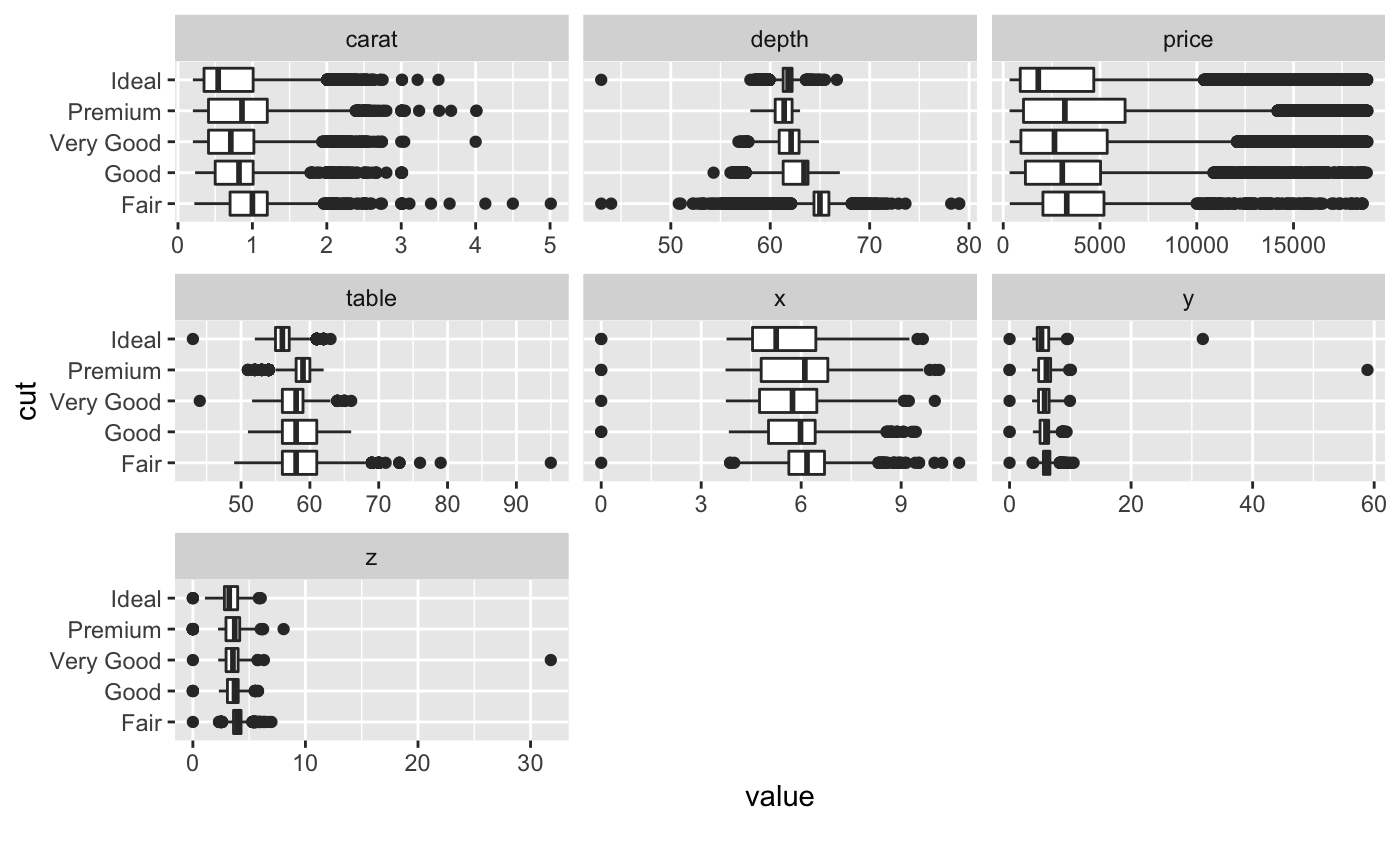 carat depth price
Ideal
Premium
Very Good
Good
Fair
0 1 2 3 4 5 50 60 70 80 0 5000 10000 15000
table x y
Ideal
Premium
Very Good
Good
Fair
50 60 70 80 90 0 3 6 9 0 20 40 60
cut
z
Ideal
Premium
Very Good
Good
Fair
0 10 20 30
value